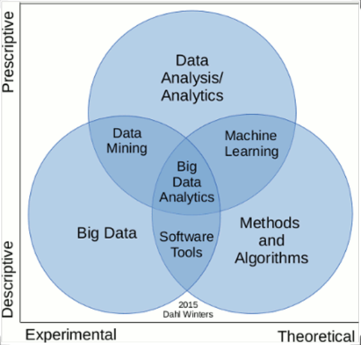 Prescriptive
Data
Analysis/
Analytics
Data
Mining
Machine
Learning
Big
Data
Analytics
Big Data
Software
Tools
Methods
and
Algorithms
Descriptive
2015
Dahl Winters
Experimental
Theoretical